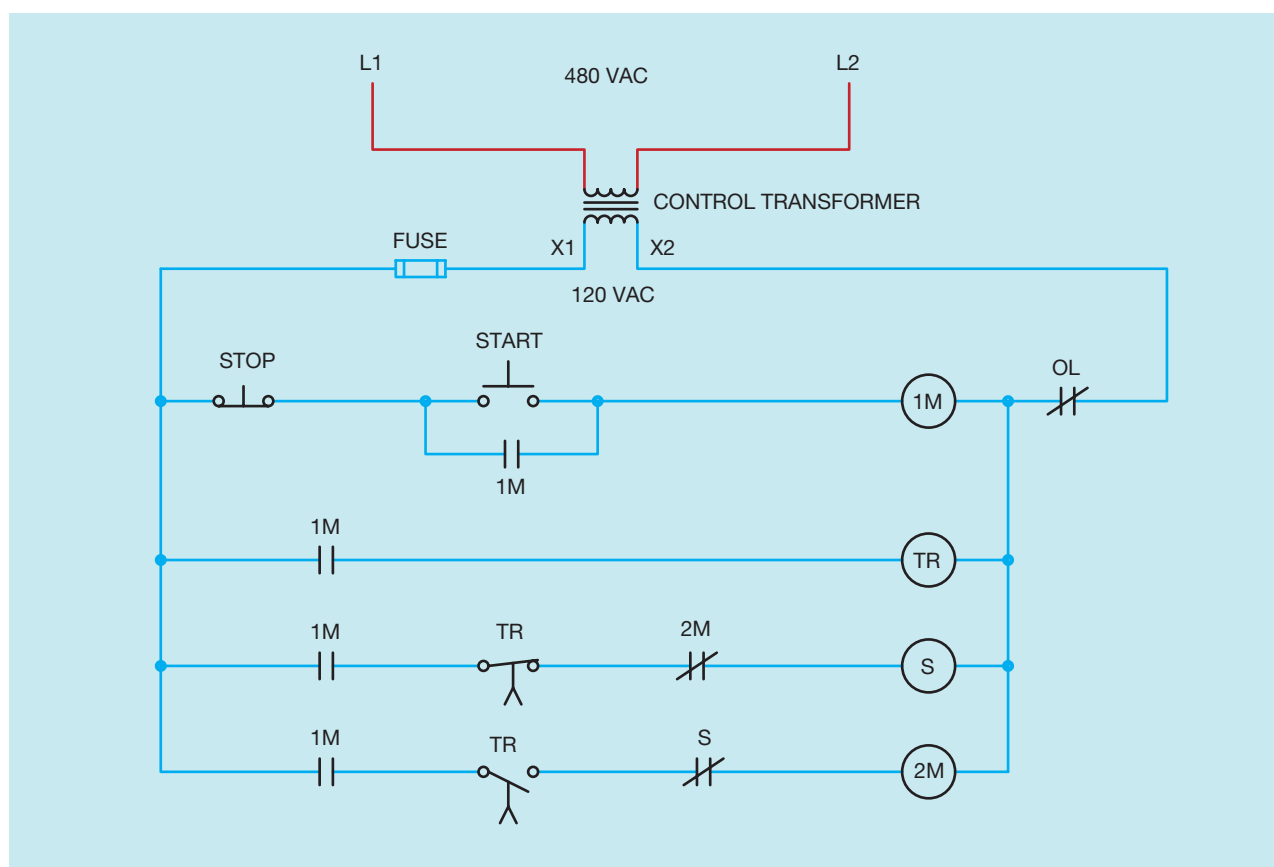 L1
480 VAC
L2
CONTROL TRANSFORMER
FUSE
X1
X2
120 VAC
START
STOP
OL
1M
1M
1M
TR
1M
TR
2M
S
1M
TR
S
2M